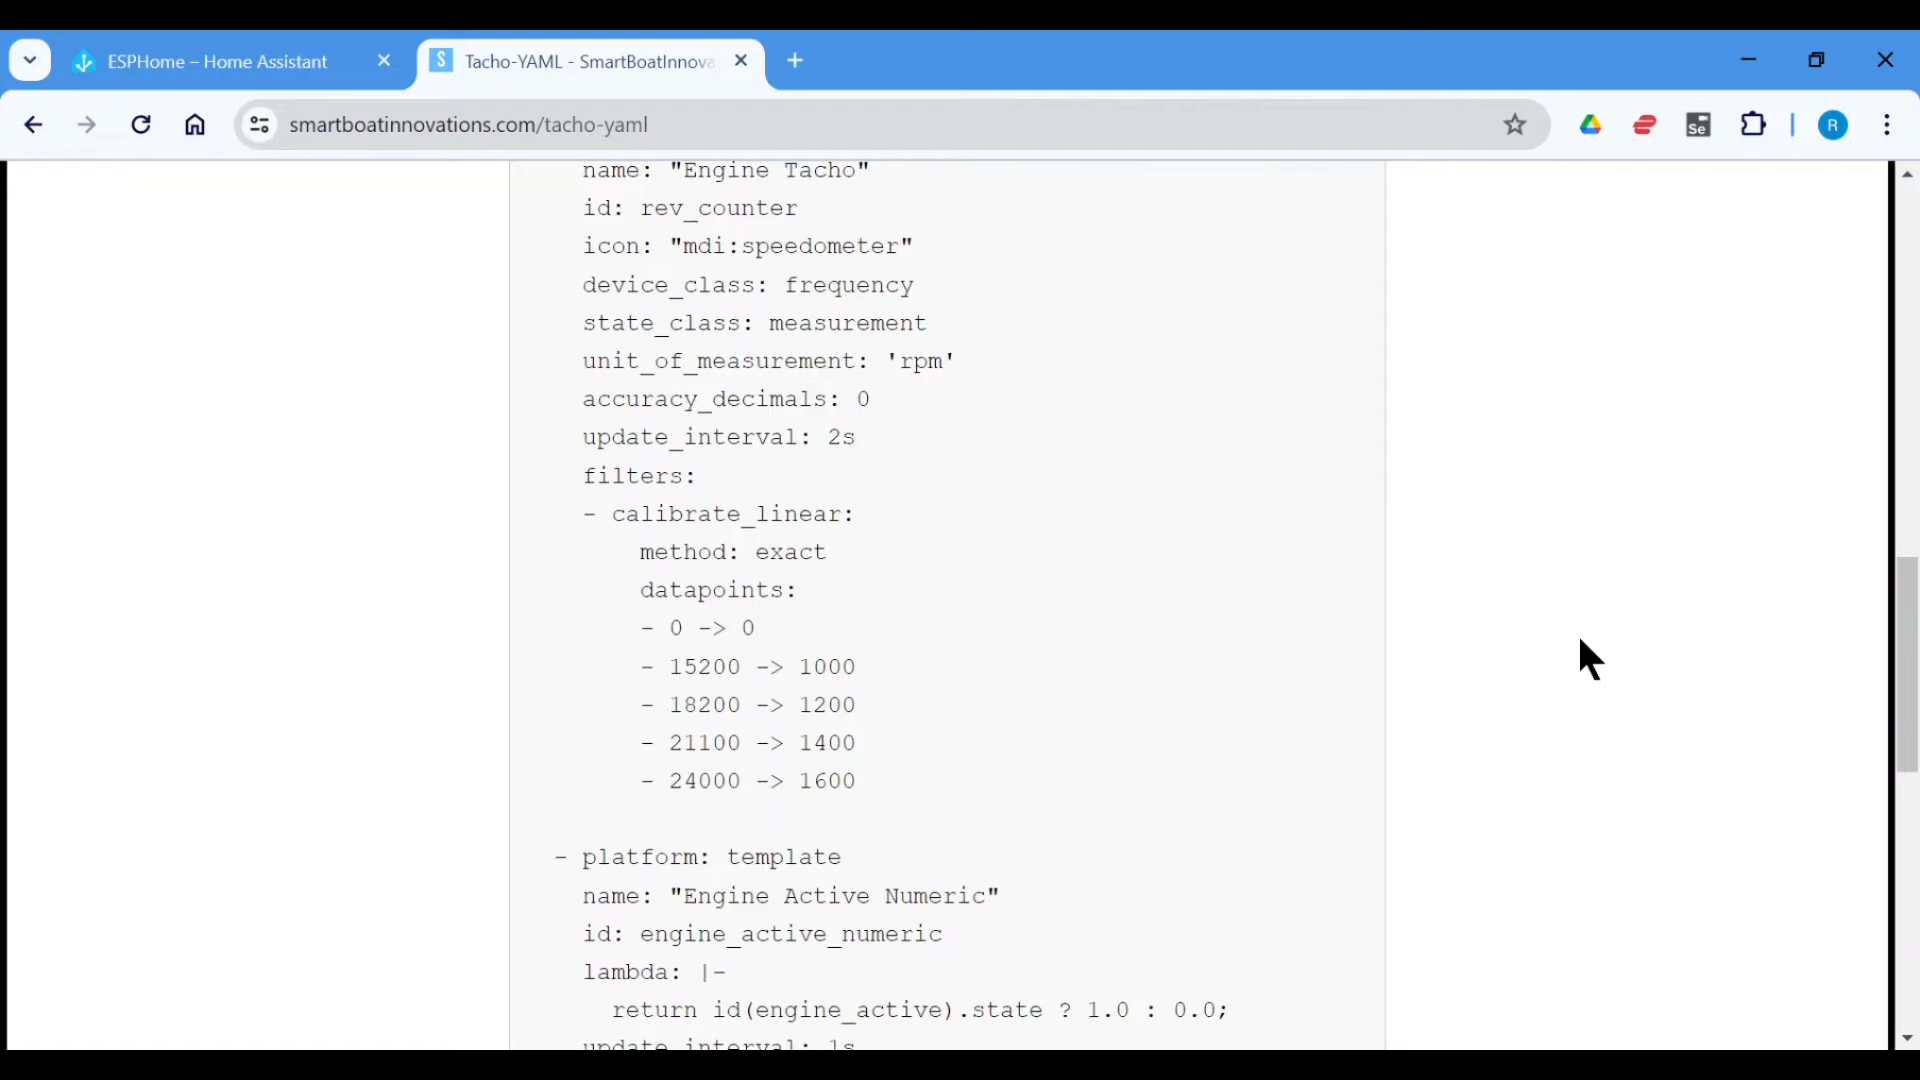 ESPHome – Home Assistant
Tacho-YAML - SmartBoatInnova
smartboatinnovations.com/tacho-yaml
Se
R
name: "Engine Tacho"
id: rev_counter
icon: "mdi:speedometer"
device_class: frequency
state_class: measurement
unit_of_measurement: 'rpm'
accuracy_decimals: 0
update_interval: 2s
filters:
- calibrate_linear:
method: exact
datapoints:
- 0 -> 0
- 15200 -> 1000
- 18200 -> 1200
- 21100 -> 1400
- 24000 -> 1600
- platform: template
name: "Engine Active Numeric"
id: engine_active_numeric
lambda: |-
return id(engine_active).state ? 1.0 : 0.0;
update_interval: 1s